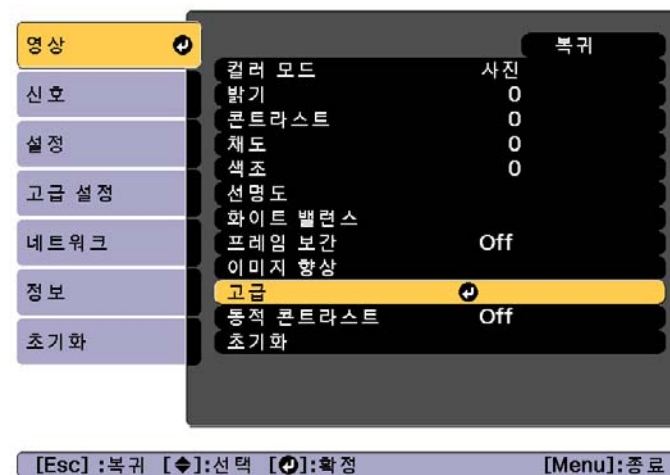 영상
신호
설정
고급 설정
네트워크
정보
초기화
복귀
컬러 모드 사진
밝기 0
콘트라스트 0
채도 0
색조 0
선명도
화이트 밸런스
프레임 보간 Off
이미지 향상
고급
동적 콘트라스트 Off
초기화
[Esc] :복귀 [◆]:선택 [⏎]:확정 [Menu]:종료